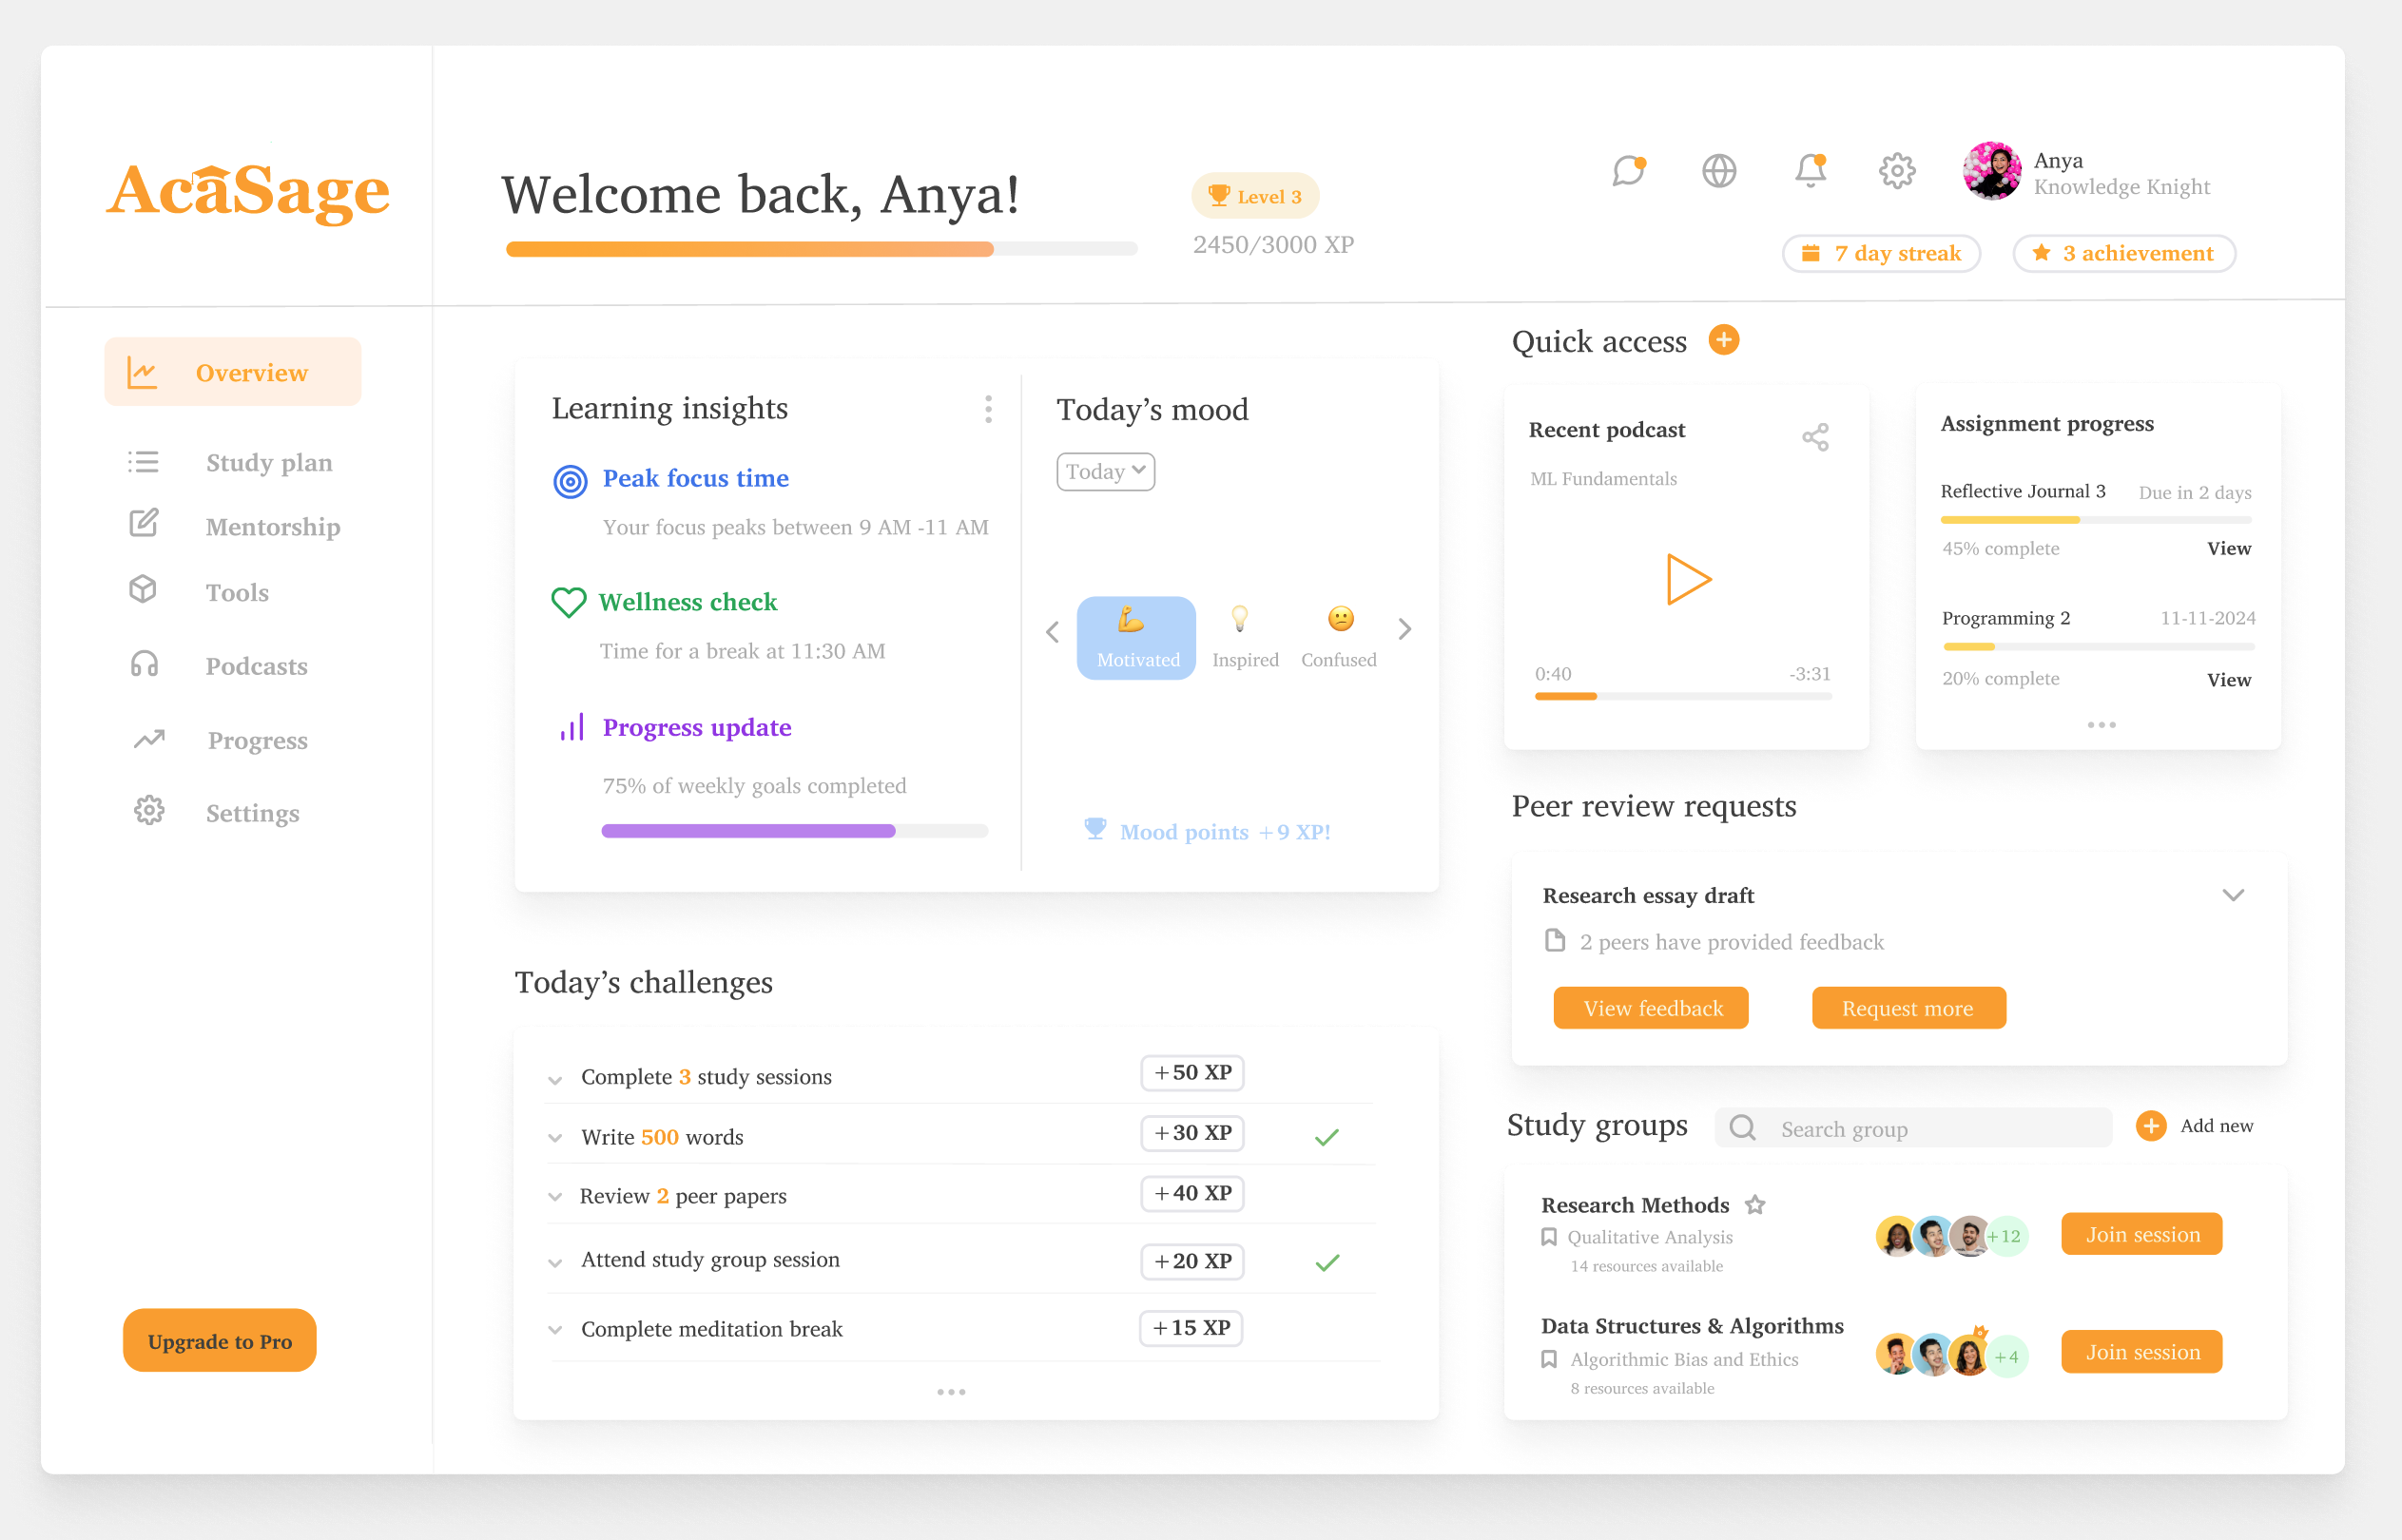 AcaSage
Welcome back, Anya!
Level 3
2450/3000 XP
Anya
Knowledge Knight
7 day streak
3 achievement
Overview
Study plan
Mentorship
Tools
Podcasts
Progress
Settings
Upgrade to Pro
Learning insights
Peak focus time
Your focus peaks between 9 AM -11 AM
Wellness check
Time for a break at 11:30 AM
Progress update
75% of weekly goals completed
Today’s mood
Today
Motivated
Inspired
Confused
Mood points +9 XP!
Today’s challenges
Complete 3 study sessions
+50 XP
Write 500 words
+30 XP
Review 2 peer papers
+40 XP
Attend study group session
+20 XP
Complete meditation break
+15 XP
Quick access
Recent podcast
ML Fundamentals
0:40
-3:31
Assignment progress
Reflective Journal 3
Due in 2 days
45% complete
View
Programming 2
11-11-2024
20% complete
View
Peer review requests
Research essay draft
2 peers have provided feedback
View feedback
Request more
Study groups
Search group
Add new
Research Methods
Qualitative Analysis
14 resources available
+12
Join session
Data Structures & Algorithms
Algorithmic Bias and Ethics
8 resources available
+4
Join session